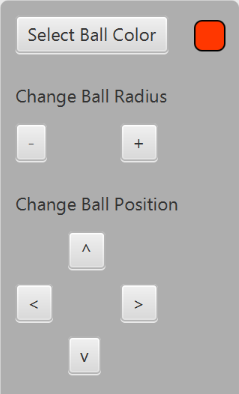 Select Ball Color
Change Ball Radius
- +
Change Ball Position
^
< >
v